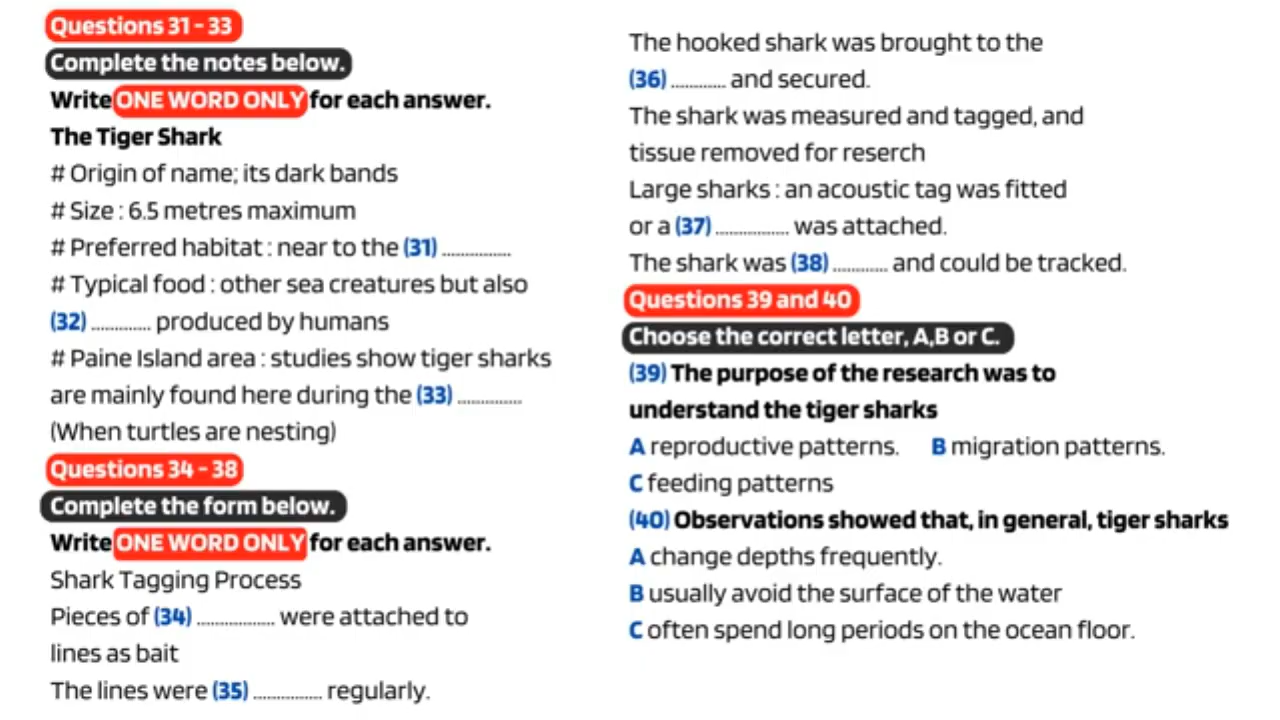 Questions 31 - 33
Complete the notes below.
Write ONE WORD ONLY for each answer.
The Tiger Shark
# Origin of name; its dark bands
# Size : 6.5 metres maximum
# Preferred habitat : near to the (31) ...............
# Typical food : other sea creatures but also
(32) ............. produced by humans
# Paine Island area : studies show tiger sharks
are mainly found here during the (33) ..............
(When turtles are nesting)
Questions 34 - 38
Complete the form below.
Write ONE WORD ONLY for each answer.
Shark Tagging Process
Pieces of (34) ................. were attached to
lines as bait
The lines were (35) ............... regularly.
The hooked shark was brought to the
(36) ............ and secured.
The shark was measured and tagged, and
tissue removed for reserch
Large sharks : an acoustic tag was fitted
or a (37) ................ was attached.
The shark was (38) ............ and could be tracked.
Questions 39 and 40
Choose the correct letter, A,B or C.
(39) The purpose of the research was to
understand the tiger sharks
A reproductive patterns. B migration patterns.
C feeding patterns
(40) Observations showed that, in general, tiger sharks
A change depths frequently.
B usually avoid the surface of the water
C often spend long periods on the ocean floor.